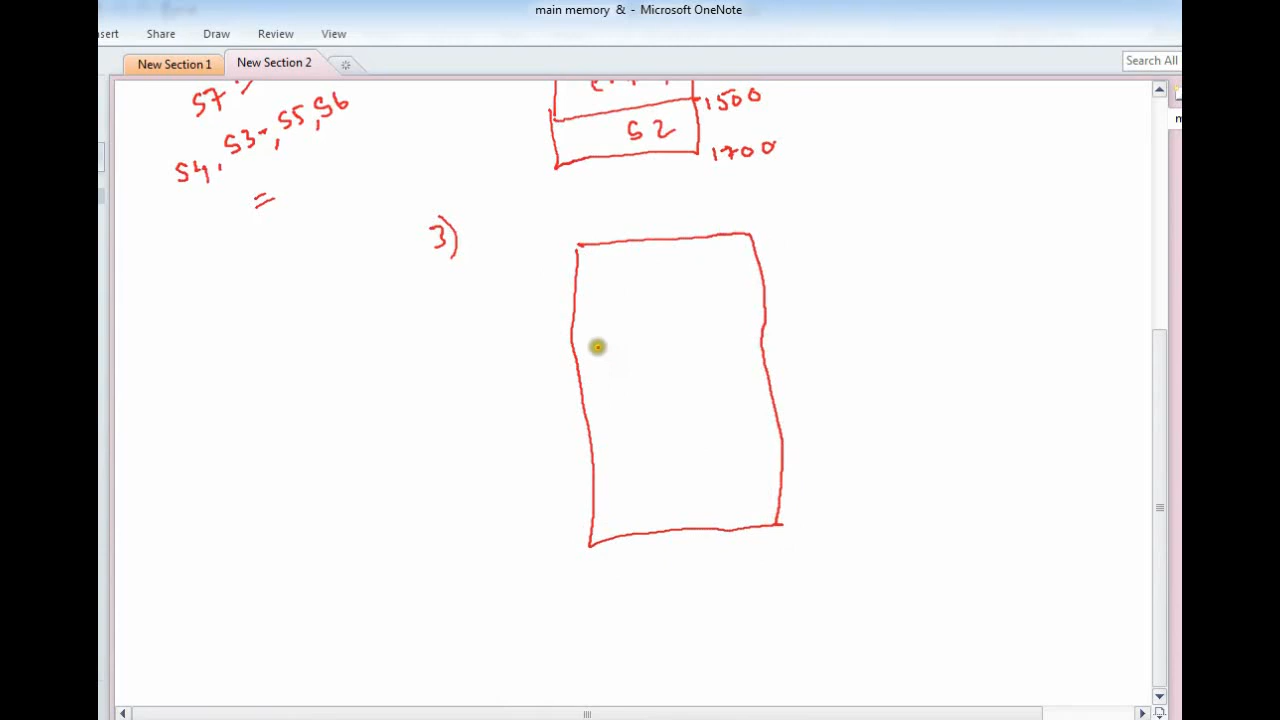 main memory & - Microsoft OneNote
sert Share Draw Review View
New Section 1 New Section 2
Search All
S7
S4, S3, S5, S6
=
1500
S2
1700
3)